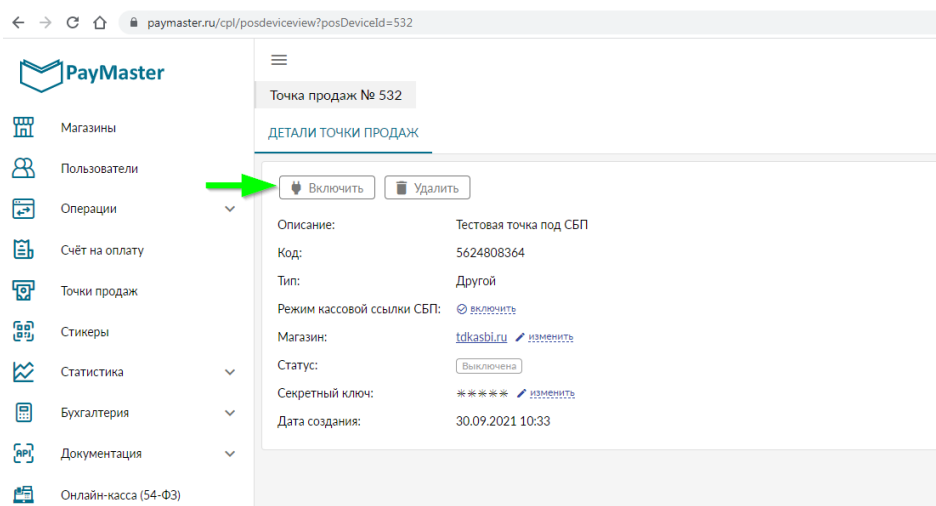 paymaster.ru/cpl/posdeviceview?posDeviceId=532
PayMaster
Магазины
Пользователи
Операции
Счёт на оплату
Точки продаж
Стикеры
Статистика
Бухгалтерия
API Документация
Онлайн-касса (54-ФЗ)
Точка продаж № 532
ДЕТАЛИ ТОЧКИ ПРОДАЖ
Включить Удалить
Описание: Тестовая точка под СБП
Код: 5624808364
Тип: Другой
Режим кассовой ссылки СБП: включить
Магазин: tdkasbi.ru изменить
Статус: Выключена
Секретный ключ: ***** изменить
Дата создания: 30.09.2021 10:33